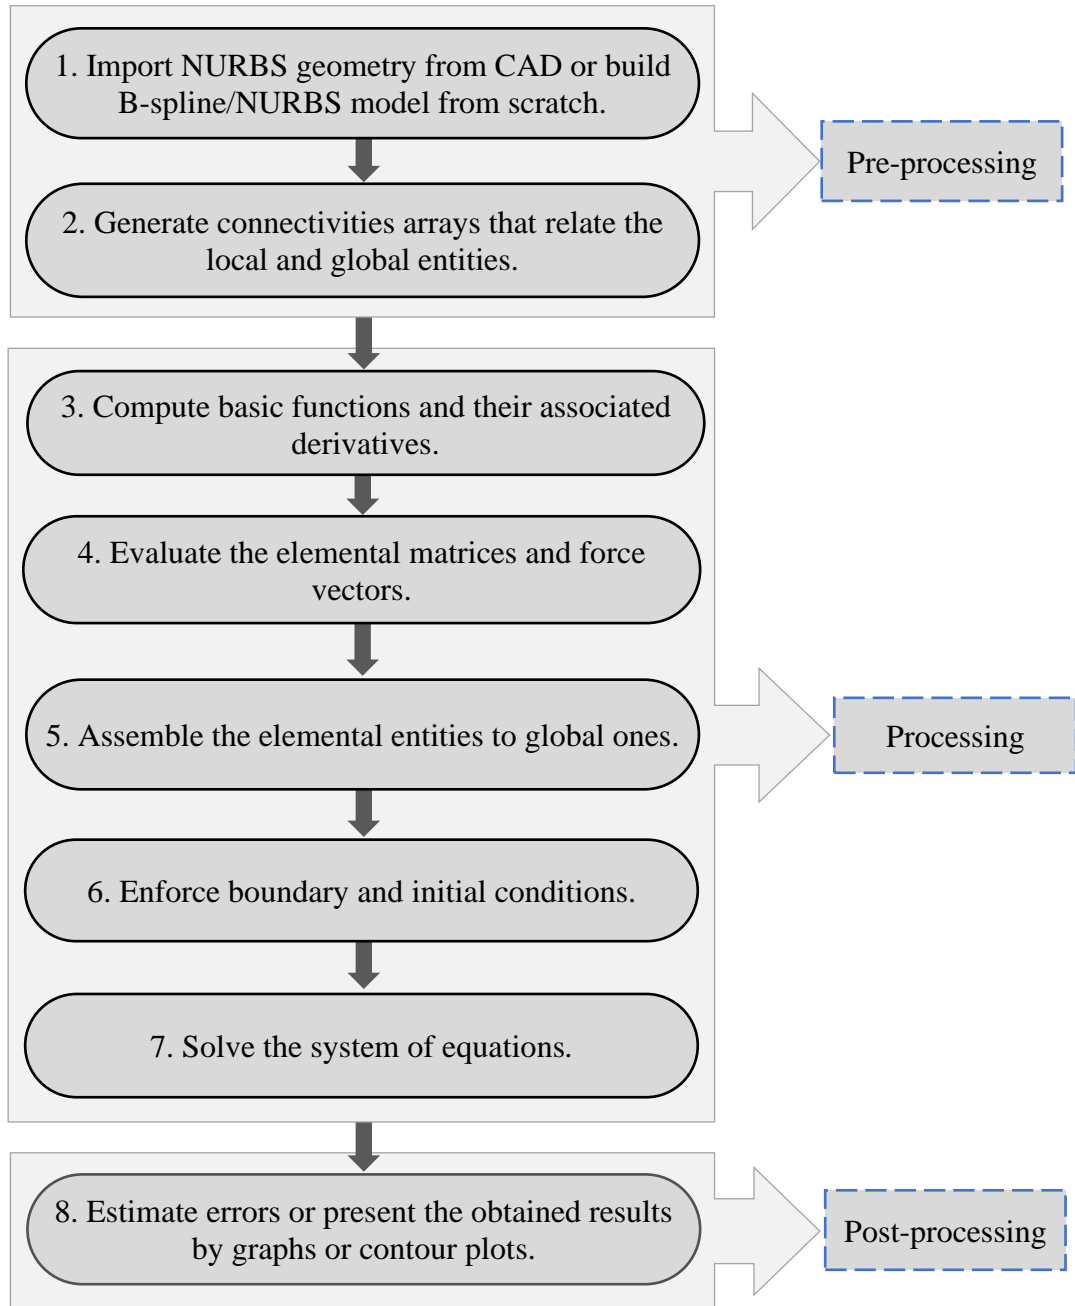 1. Import NURBS geometry from CAD or build
B-spline/NURBS model from scratch.
Pre-processing
2. Generate connectivities arrays that relate the
local and global entities.
3. Compute basic functions and their associated
derivatives.
4. Evaluate the elemental matrices and force
vectors.
5. Assemble the elemental entities to global ones.
Processing
6. Enforce boundary and initial conditions.
7. Solve the system of equations.
8. Estimate errors or present the obtained results
by graphs or contour plots.
Post-processing